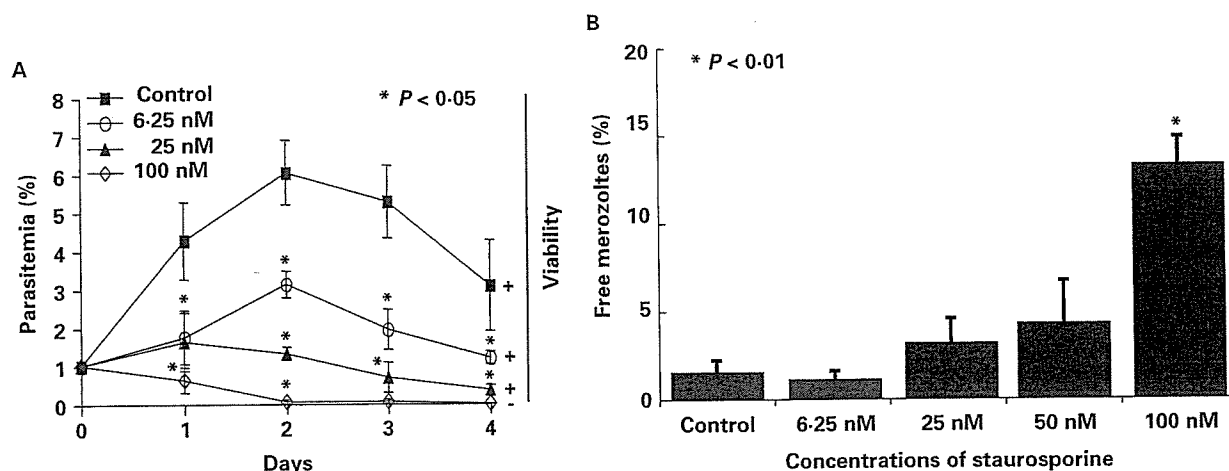 A
Control
6·25 nM
25 nM
100 nM
* P < 0·05
Parasitemia (%)
8
7
6
5
4
3
2
1
0
* * * *
* * * *
* *
+
+
+
-
Viability
0 1 2 3 4
Days
B
* P < 0·01
Free merozoltes (%)
20
15
10
5
0
*
Control 6·25 nM 25 nM 50 nM 100 nM
Concentrations of staurosporine